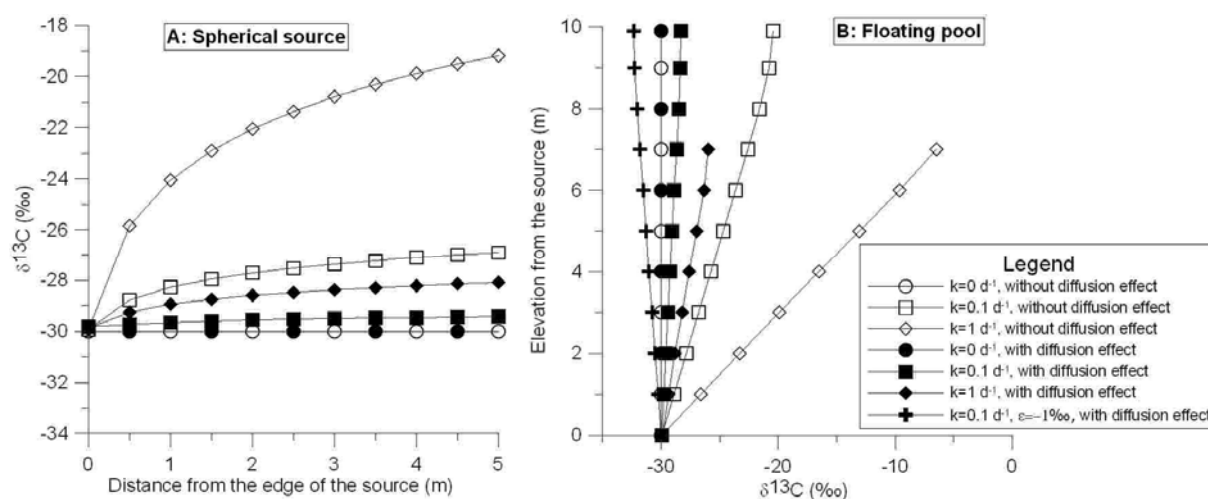 A: Spherical source
-18
-20
-22
-24
-26
-28
-30
-32
-34
δ13C (‰)
0 1 2 3 4 5
Distance from the edge of the source (m)
B: Floating pool
10
8
6
4
2
0
Elevation from the source (m)
-30 -20 -10 0
δ13C (‰)
Legend
k=0 d-1, without diffusion effect
k=0.1 d-1, without diffusion effect
k=1 d-1, without diffusion effect
k=0 d-1, with diffusion effect
k=0.1 d-1, with diffusion effect
k=1 d-1, with diffusion effect
k=0.1 d-1, ε=-1‰, with diffusion effect